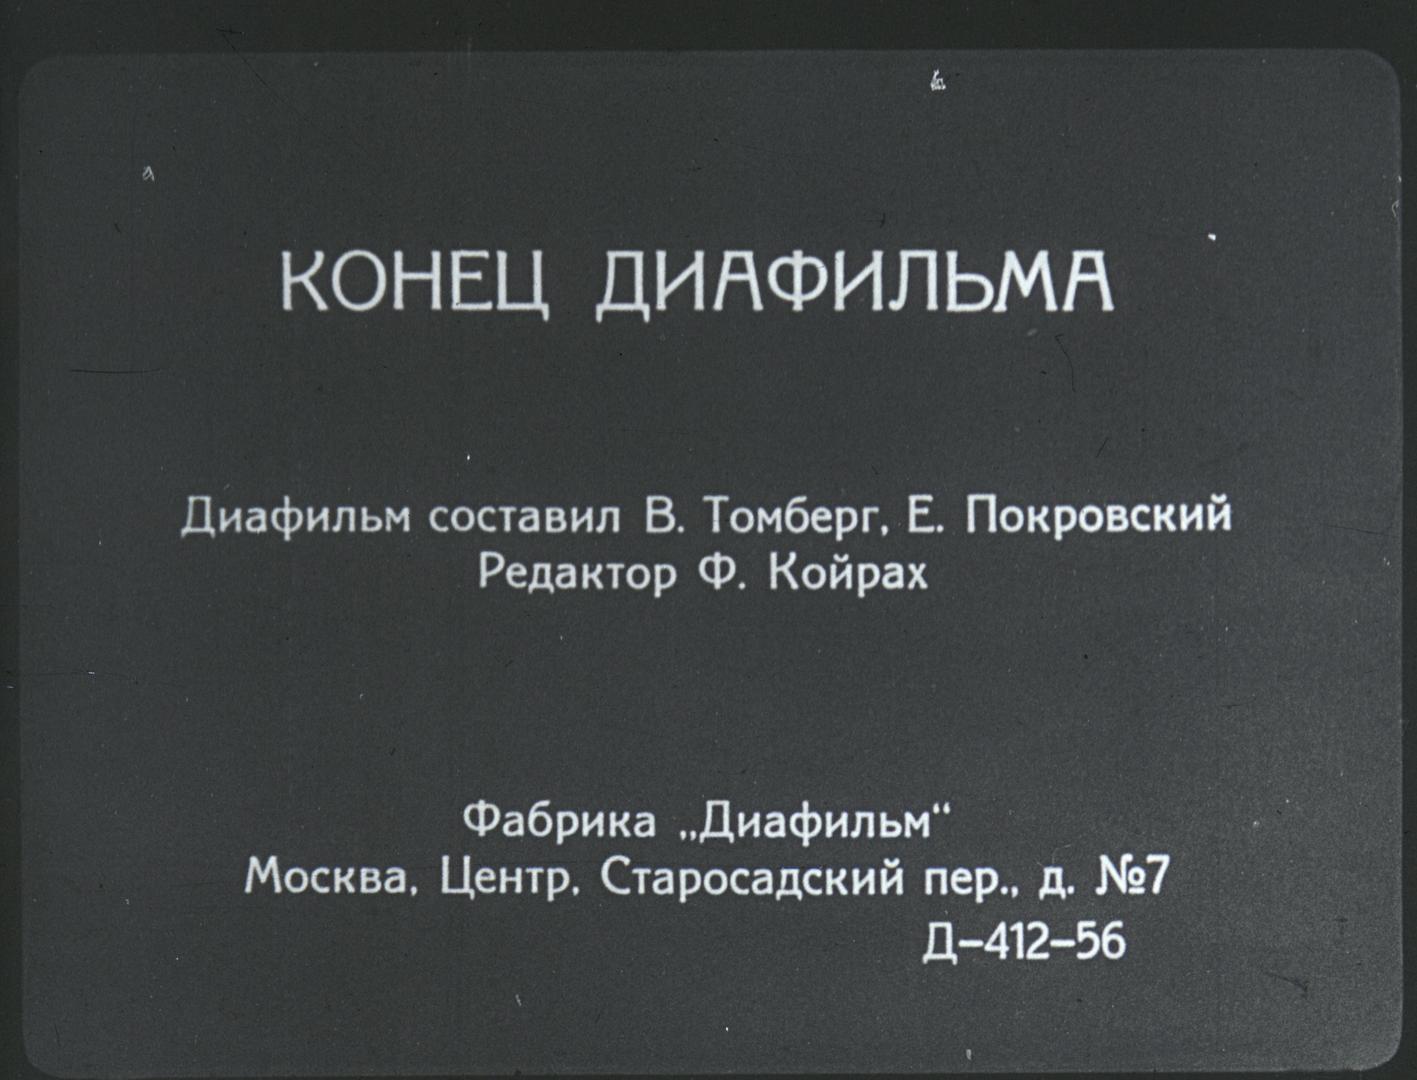 КОНЕЦ ДИАФИЛЬМА
Диафильм составил В. Томберг, Е. Покровский
Редактор Ф. Койрах
Фабрика „Диафильм“
Москва, Центр, Старосадский пер., д. №7
Д–412–56